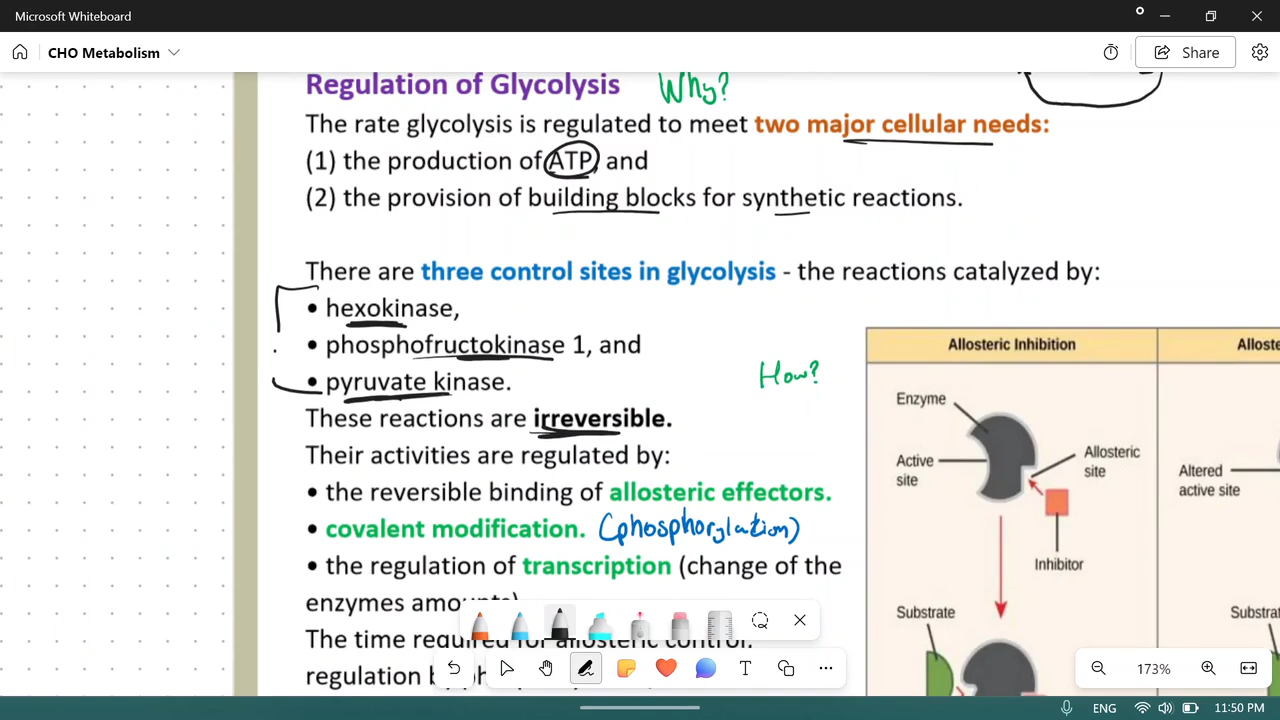 Microsoft Whiteboard
CHO Metabolism
Share
Regulation of Glycolysis Why?
The rate glycolysis is regulated to meet two major cellular needs:
(1) the production of ATP, and
(2) the provision of building blocks for synthetic reactions.
There are three control sites in glycolysis - the reactions catalyzed by:
• hexokinase,
• phosphofructokinase 1, and
• pyruvate kinase.
How?
These reactions are irreversible.
Their activities are regulated by:
• the reversible binding of allosteric effectors.
• covalent modification. (phosphorylation)
• the regulation of transcription (change of the
enzymes amounts)
The time required for allosteric control,
regulation
Allosteric Inhibition
Enzyme
Active
site
Allosteric
site
Inhibitor
Substrate
Altered
active site
T
173%
ENG
11:50 PM